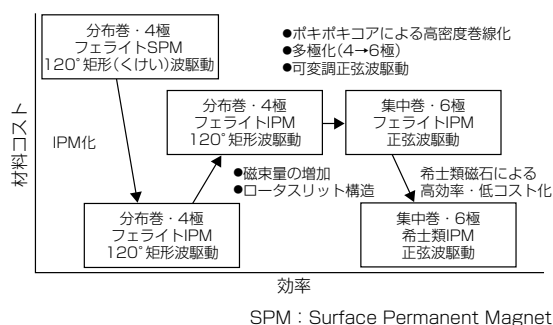 分布巻・4極
フェライトSPM
120°矩形(くけい)波駆動
●ポキポキコアによる高密度巻線化
●多極化(4→6極)
●可変調正弦波駆動
材料コスト
IPM化
分布巻・4極
フェライトIPM
120°矩形波駆動
集中巻・6極
フェライトIPM
正弦波駆動
●磁束量の増加
●ロータスリット構造
希士類磁石による
高効率・低コスト化
分布巻・4極
フェライトIPM
120°矩形波駆動
集中巻・6極
希士類IPM
正弦波駆動
効率
SPM：Surface Permanent Magnet